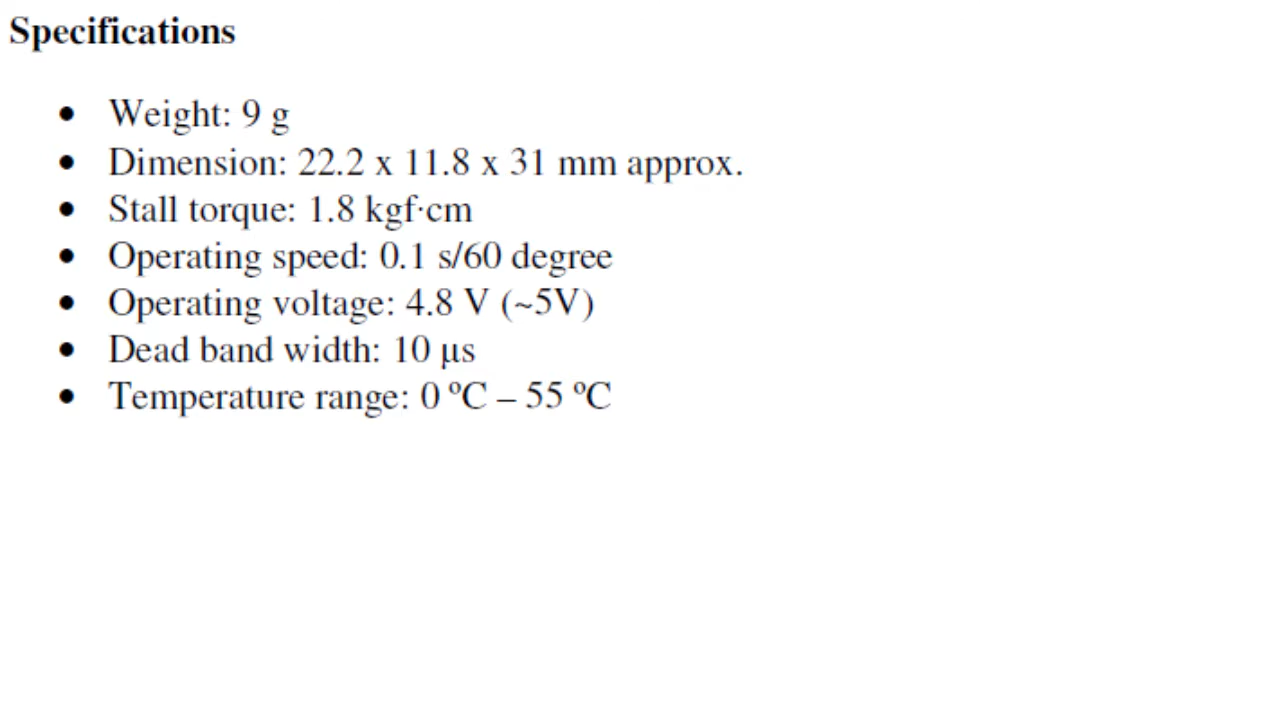 Specifications
• Weight: 9 g
• Dimension: 22.2 x 11.8 x 31 mm approx.
• Stall torque: 1.8 kgf·cm
• Operating speed: 0.1 s/60 degree
• Operating voltage: 4.8 V (~5V)
• Dead band width: 10 μs
• Temperature range: 0 ºC – 55 ºC